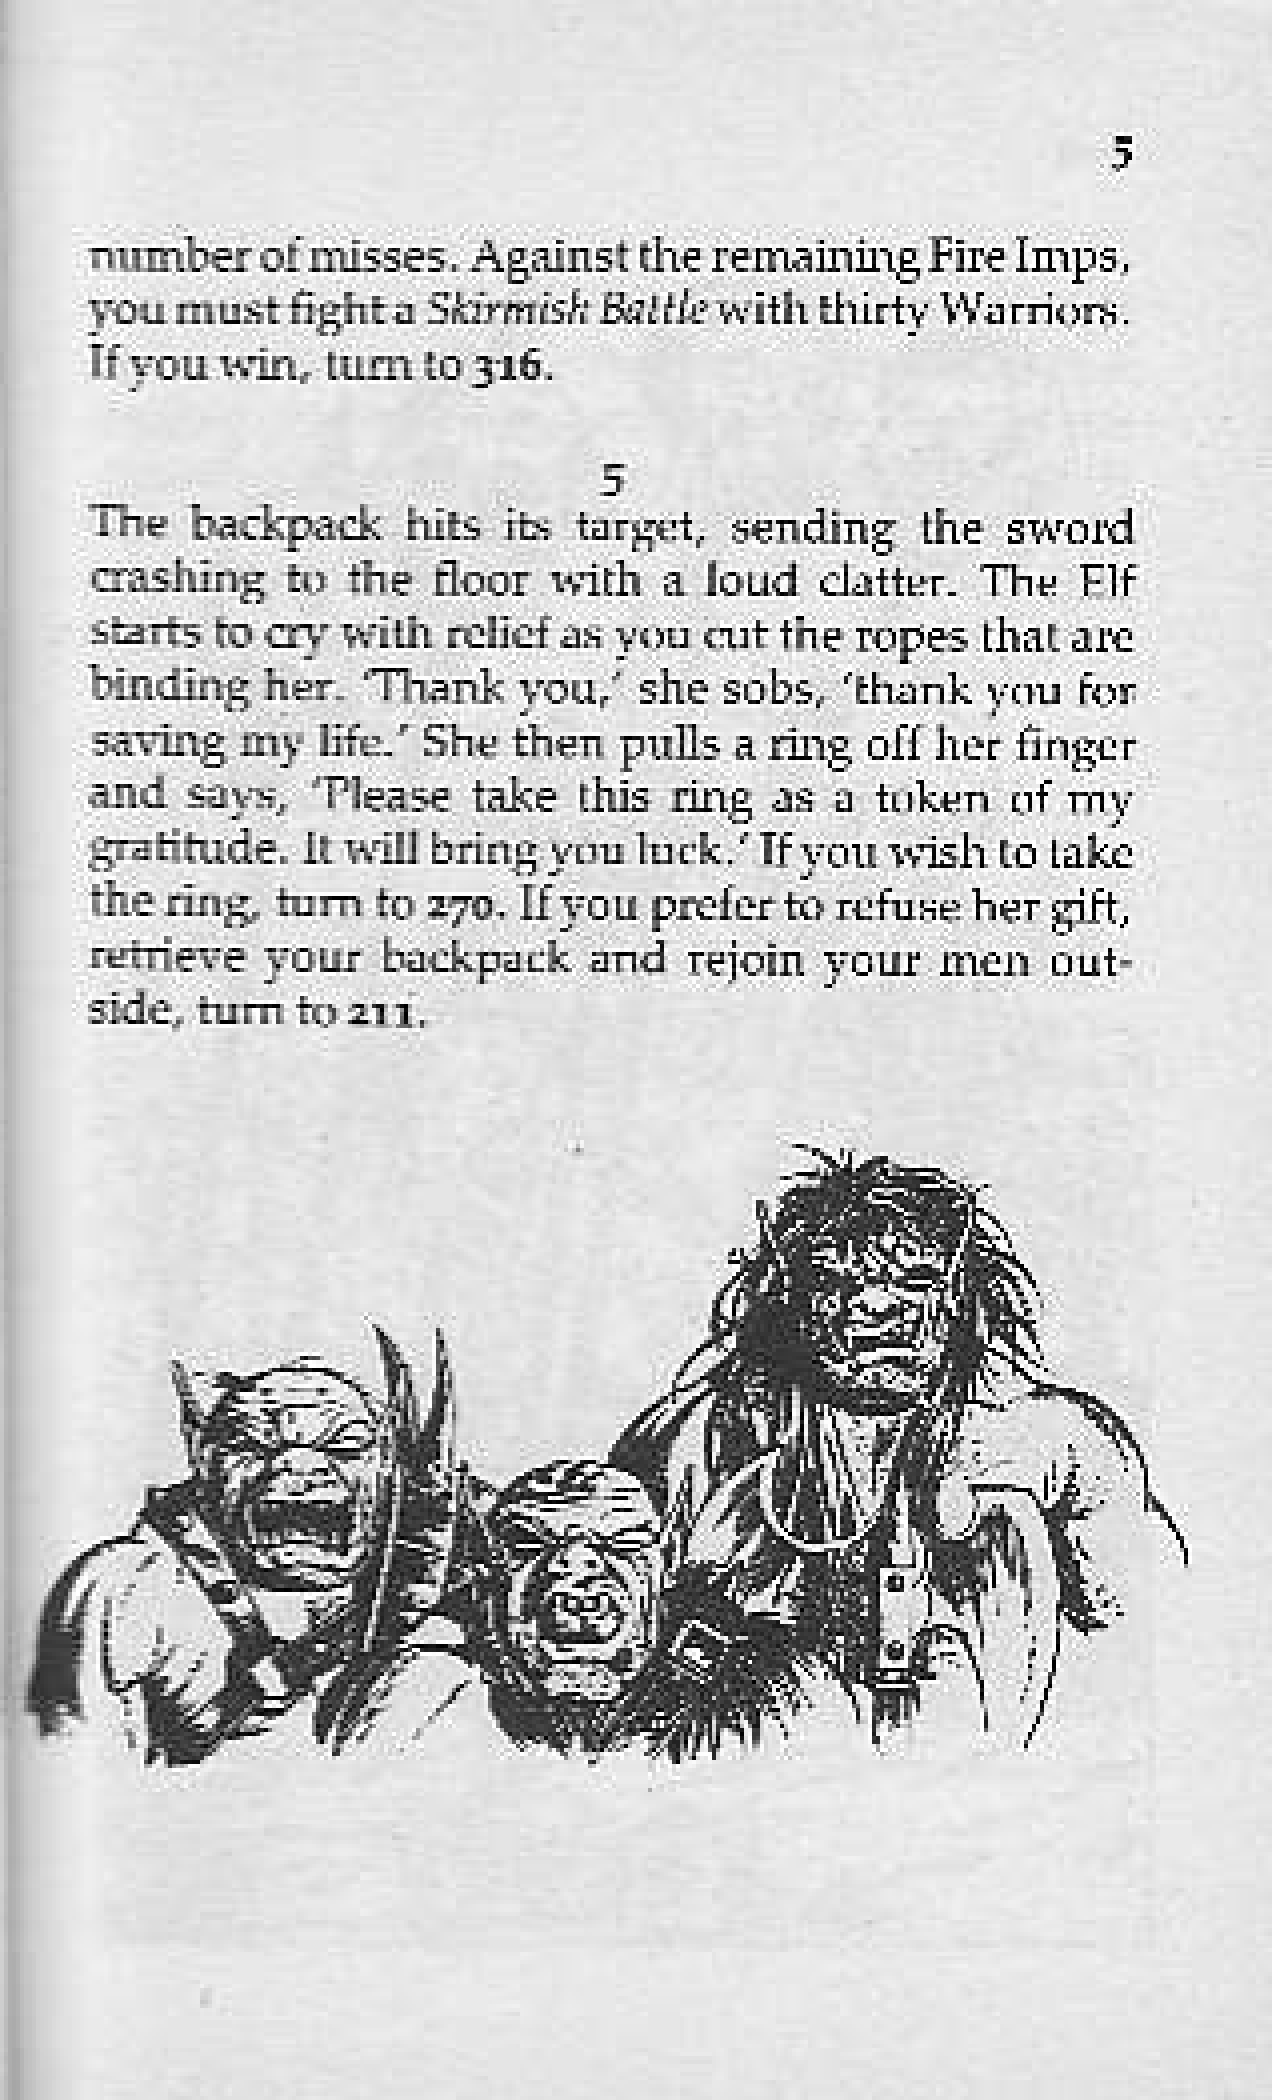 5
number of misses. Against the remaining Fire Imps,
you must fight a Skirmish Battle with thirty Warriors.
If you win, turn to 316.
5
The backpack hits its target, sending the sword
crashing to the floor with a loud clatter. The Elf
starts to cry with relief as you cut the ropes that are
binding her. 'Thank you,' she sobs, 'thank you for
saving my life.' She then pulls a ring off her finger
and says, 'Please take this ring as a token of my
gratitude. It will bring you luck.' If you wish to take
the ring, turn to 270. If you prefer to refuse her gift,
retrieve your backpack and rejoin your men out-
side, turn to 211.